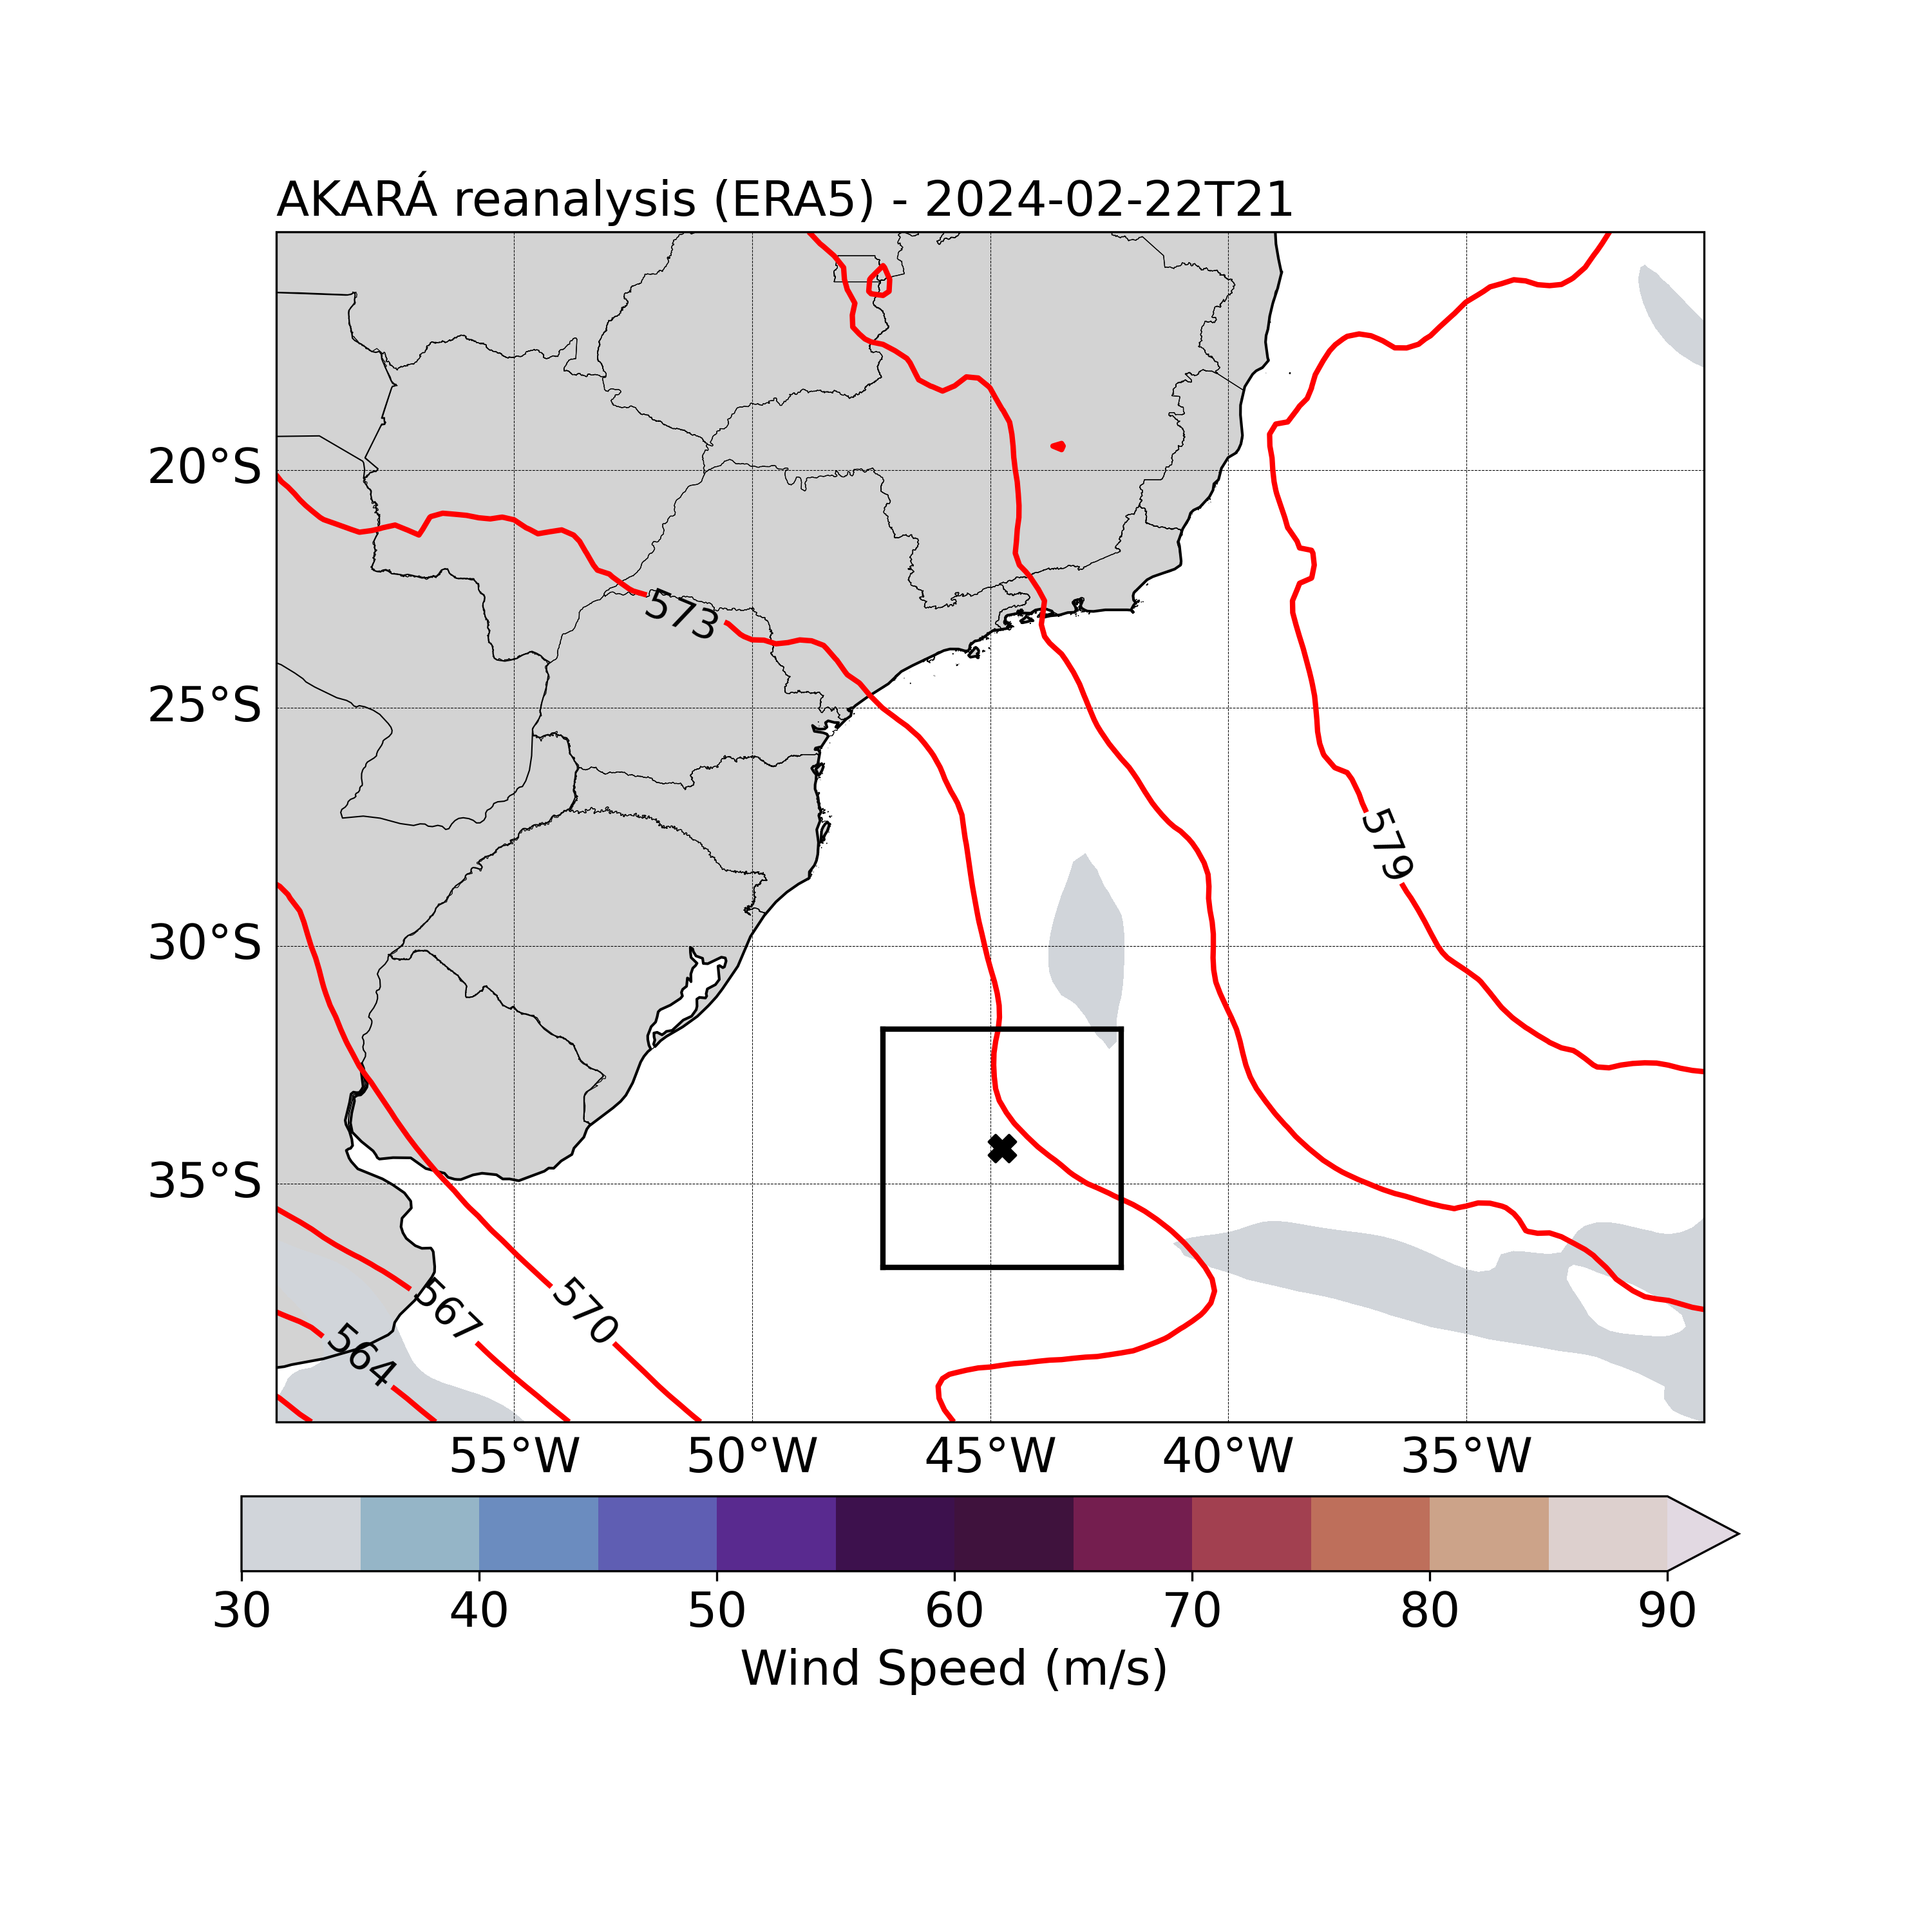 AKARÁ reanalysis (ERA5) - 2024-02-22T21
20°S
25°S
30°S
35°S
573
579
570
567
564
55°W 50°W 45°W 40°W 35°W
30 40 50 60 70 80 90
Wind Speed (m/s)